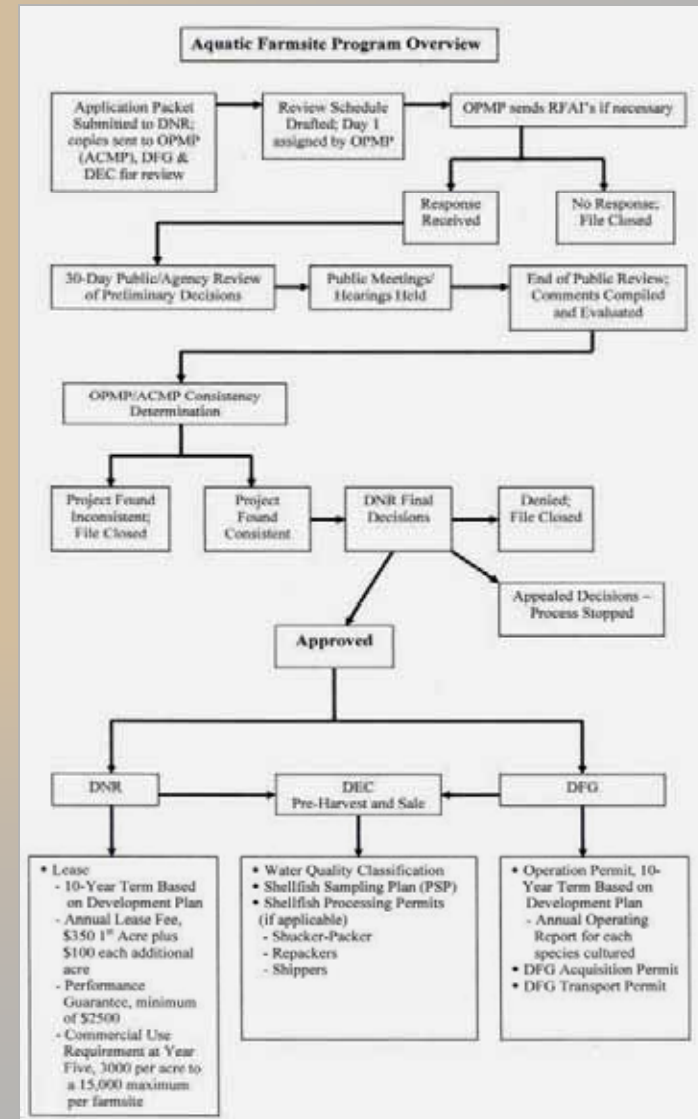 Aquatic Farmsite Program Overview
Application Packet
Submitted to DNR;
copies sent to OPMP
(ACMP), DFG &
DEC for review
Review Schedule
Drafted; Day 1
assigned by OPMP
OPMP sends RFAI's if necessary
Response
Received
No Response;
File Closed
30-Day Public/Agency Review
of Preliminary Decisions
Public Meetings/
Hearings Held
End of Public Review;
Comments Compiled
and Evaluated
OPMP/ACMP Consistency
Determination
Project Found
Inconsistent;
File Closed
Project
Found
Consistent
DNR Final
Decisions
Denied;
File Closed
Appealed Decisions –
Process Stopped
Approved
DNR
DEC
Pre-Harvest and Sale
DFG
• Lease
- 10-Year Term Based
on Development Plan
- Annual Lease Fee,
$350 1st Acre plus
$100 each additional
acre
- Performance
Guarantee, minimum
of $2500
- Commercial Use
Requirement at Year
Five, 3000 per acre to
a 15,000 maximum
per farmsite
• Water Quality Classification
• Shellfish Sampling Plan (PSP)
• Shellfish Processing Permits
(if applicable)
- Shucker-Packer
- Repackers
- Shippers
• Operation Permit, 10-
Year Term Based on
Development Plan
- Annual Operating
Report for each
species cultured
• DFG Acquisition Permit
• DFG Transport Permit